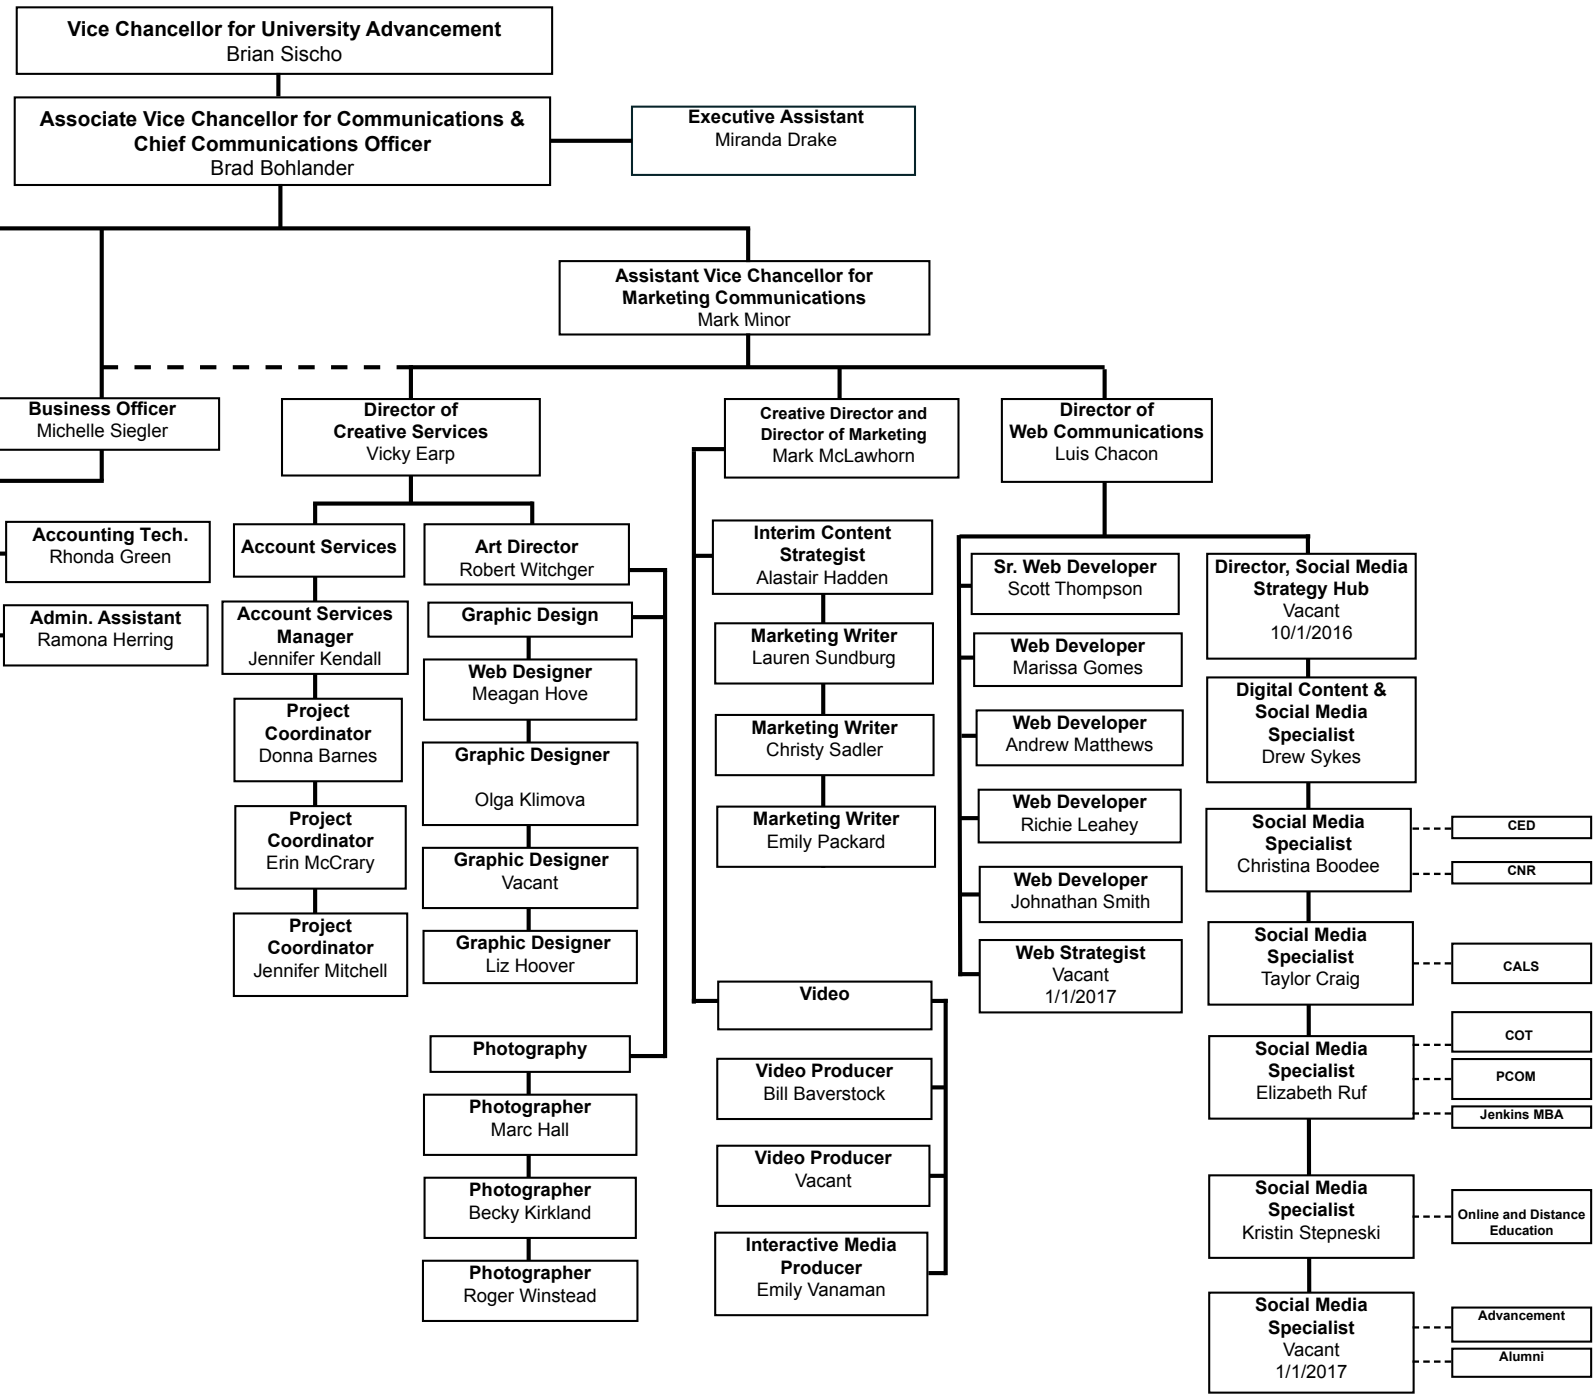 Vice Chancellor for University Advancement
Brian Sischo
Associate Vice Chancellor for Communications &
Chief Communications Officer
Brad Bohlander
Executive Assistant
Miranda Drake
Assistant Vice Chancellor for
Marketing Communications
Mark Minor
Business Officer
Michelle Siegler
Accounting Tech.
Rhonda Green
Admin. Assistant
Ramona Herring
Director of
Creative Services
Vicky Earp
Account Services
Account Services
Manager
Jennifer Kendall
Project
Coordinator
Donna Barnes
Project
Coordinator
Erin McCrary
Project
Coordinator
Jennifer Mitchell
Art Director
Robert Witchger
Graphic Design
Web Designer
Meagan Hove
Graphic Designer
Olga Klimova
Graphic Designer
Vacant
Graphic Designer
Liz Hoover
Photography
Photographer
Marc Hall
Photographer
Becky Kirkland
Photographer
Roger Winstead
Creative Director and
Director of Marketing
Mark McLawhorn
Interim Content
Strategist
Alastair Hadden
Marketing Writer
Lauren Sundburg
Marketing Writer
Christy Sadler
Marketing Writer
Emily Packard
Video
Video Producer
Bill Baverstock
Video Producer
Vacant
Interactive Media
Producer
Emily Vanaman
Director of
Web Communications
Luis Chacon
Sr. Web Developer
Scott Thompson
Web Developer
Marissa Gomes
Web Developer
Andrew Matthews
Web Developer
Richie Leahey
Web Developer
Johnathan Smith
Web Strategist
Vacant
1/1/2017
Director, Social Media
Strategy Hub
Vacant
10/1/2016
Digital Content &
Social Media
Specialist
Drew Sykes
Social Media
Specialist
Christina Boodee
CED
CNR
Social Media
Specialist
Taylor Craig
CALS
Social Media
Specialist
Elizabeth Ruf
COT
PCOM
Jenkins MBA
Social Media
Specialist
Kristin Stepneski
Online and Distance
Education
Social Media
Specialist
Vacant
1/1/2017
Advancement
Alumni